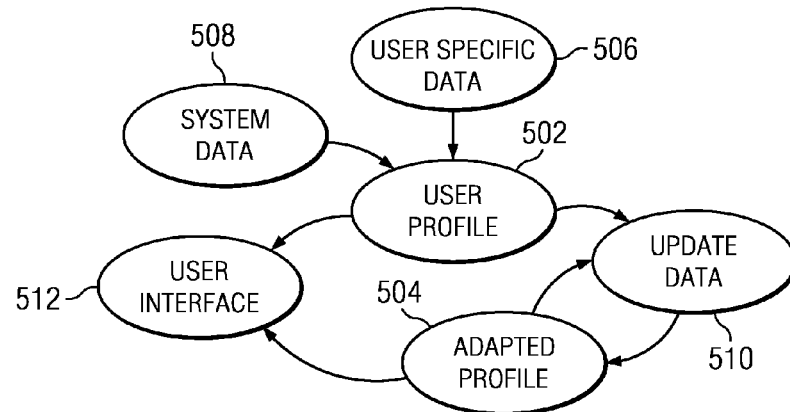 508
USER SPECIFIC
DATA
506
SYSTEM
DATA
502
USER
PROFILE
UPDATE
DATA
510
USER
INTERFACE
512
504
ADAPTED
PROFILE